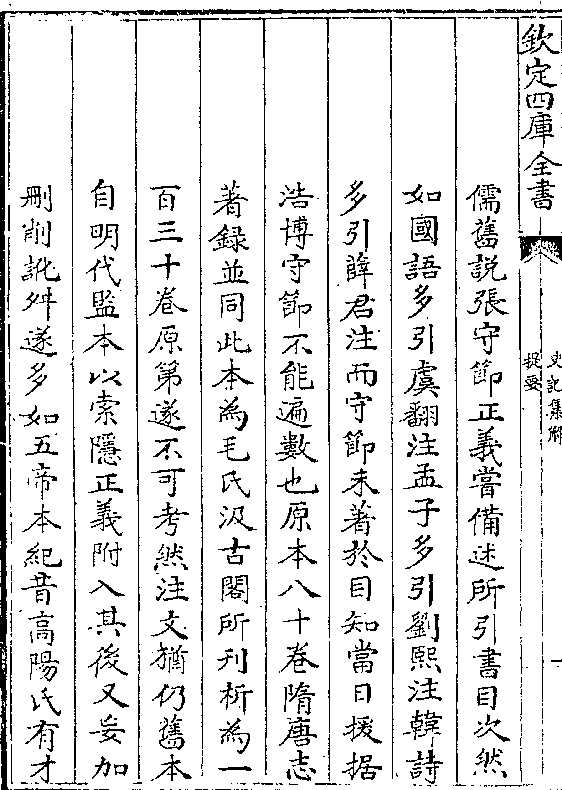 欽定四庫全書
史記集解
提要
一
儒舊説張守節正義嘗備述所引書目次然
如國語多引虞翻注孟子多引劉熙注韓詩
多引薛君注而守節未著於目知當日援据
浩博守節不能遍數也原本八十卷隋唐志
著録並同此本為毛氏汲古閣所刊析為一
百三十卷原第遂不可考然注文猶仍舊本
自明代監本以索隱正義附入其後又妄加
刪削訛舛遂多如五帝本紀昔高陽氏有才